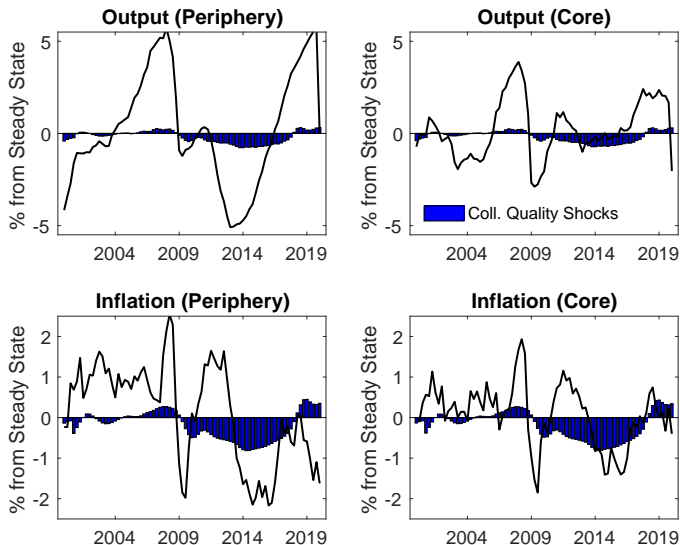 Output (Periphery)
% from Steady State
5
0
-5
2004 2009 2014 2019
Output (Core)
% from Steady State
5
0
-5
Coll. Quality Shocks
2004 2009 2014 2019
Inflation (Periphery)
% from Steady State
2
1
0
-1
-2
2004 2009 2014 2019
Inflation (Core)
% from Steady State
2
1
0
-1
-2
2004 2009 2014 2019